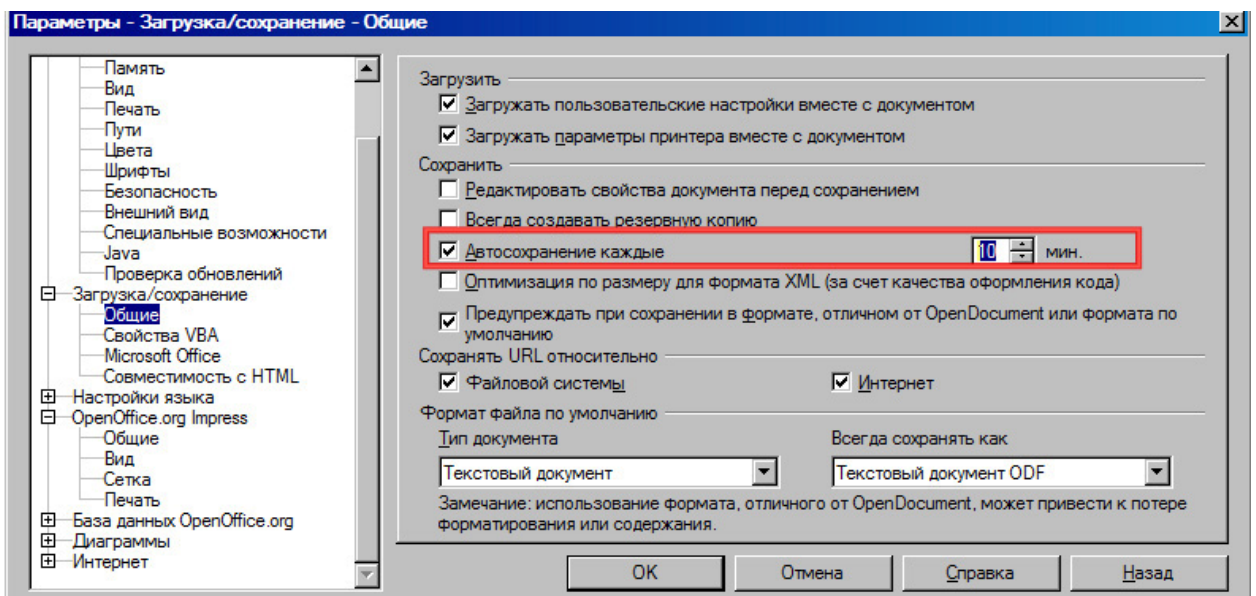 Параметры - Загрузка/сохранение - Общие
Память
Вид
Печать
Пути
Цвета
Шрифты
Безопасность
Внешний вид
Специальные возможности
Java
Проверка обновлений
Загрузка/сохранение
Общие
Свойства VBA
Microsoft Office
Совместимость с HTML
Настройки языка
OpenOffice.org Impress
Общие
Вид
Сетка
Печать
База данных OpenOffice.org
Диаграммы
Интернет
Загрузить
Загружать пользовательские настройки вместе с документом
Загружать параметры принтера вместе с документом
Сохранить
Редактировать свойства документа перед сохранением
Всегда создавать резервную копию
Автосохранение каждые 10 мин.
Оптимизация по размеру для формата XML (за счет качества оформления кода)
Предупреждать при сохранении в формате, отличном от OpenDocument или формата по
умолчанию
Сохранять URL относительно
Файловой системы Интернет
Формат файла по умолчанию
Тип документа Всегда сохранять как
Текстовый документ Текстовый документ ODF
Замечание: использование формата, отличного от OpenDocument, может привести к потере
форматирования или содержания.
OK Отмена Справка Назад